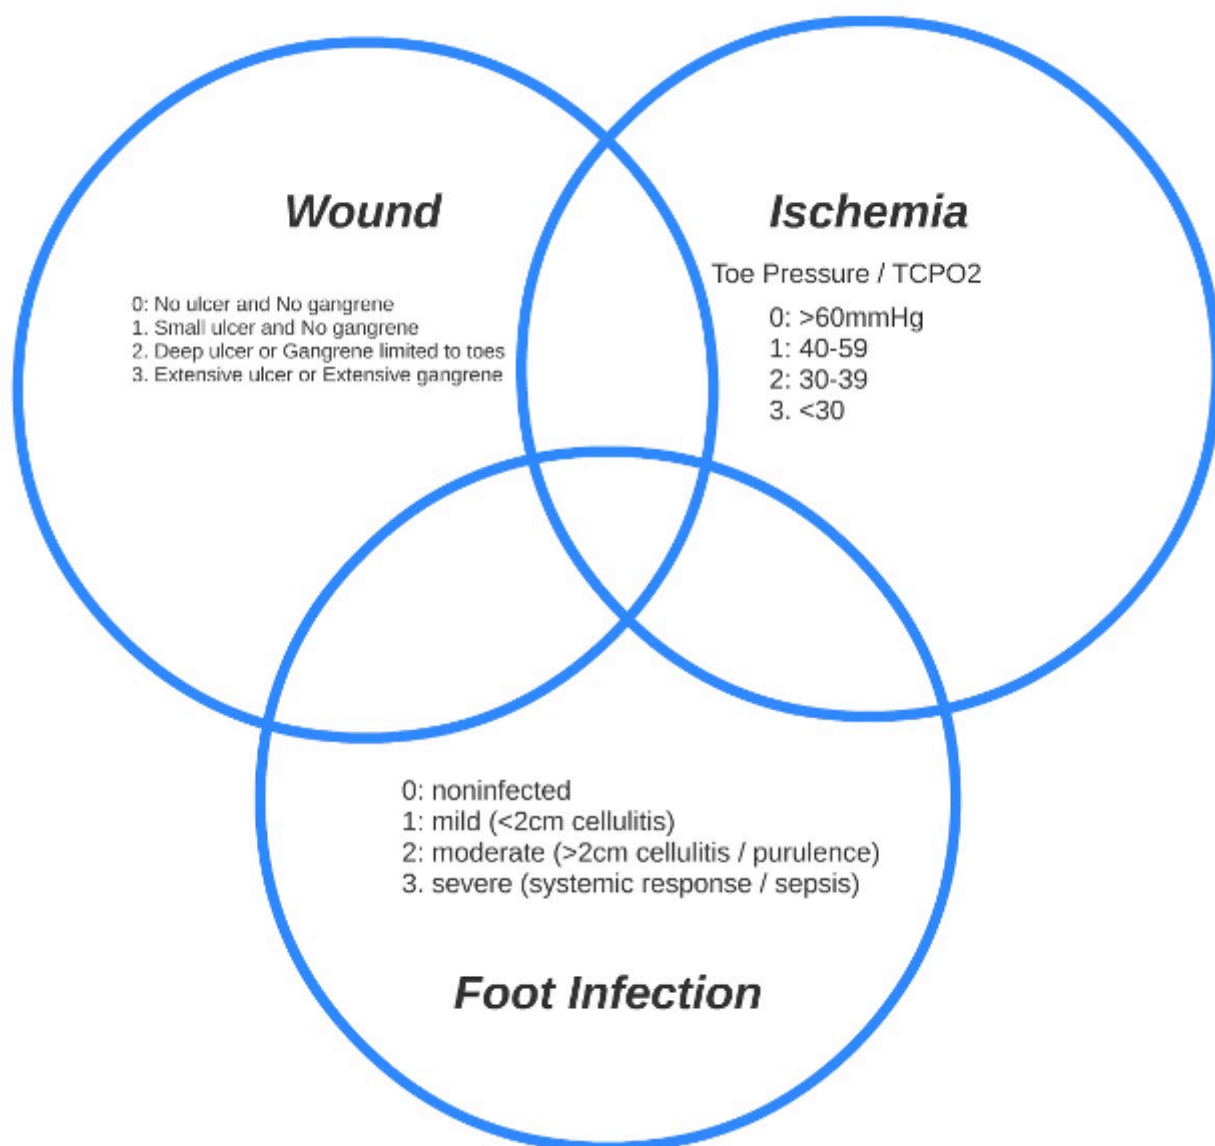 Wound
0: No ulcer and No gangrene
1. Small ulcer and No gangrene
2. Deep ulcer or Gangrene limited to toes
3. Extensive ulcer or Extensive gangrene
Ischemia
Toe Pressure / TCPO2
0: >60mmHg
1: 40-59
2: 30-39
3. <30
0: noninfected
1: mild (<2cm cellulitis)
2: moderate (>2cm cellulitis / purulence)
3. severe (systemic response / sepsis)
Foot Infection